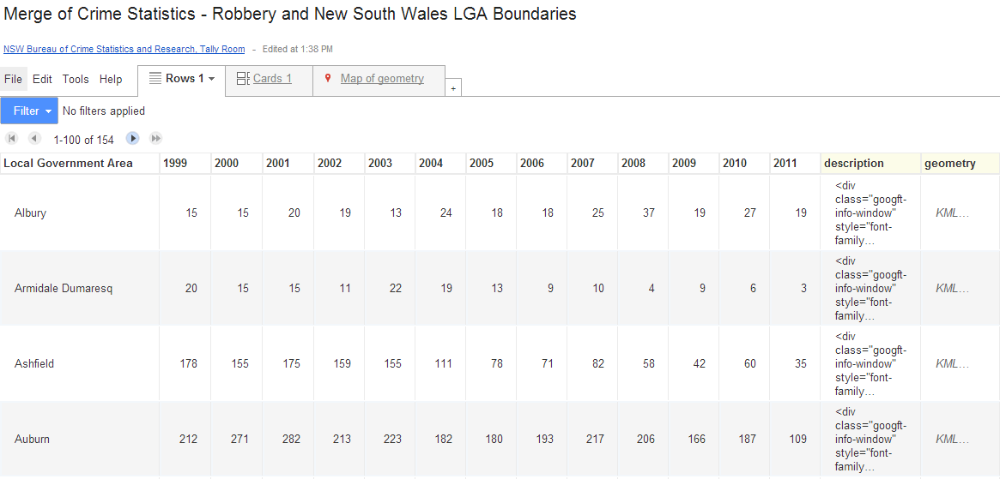 Merge of Crime Statistics - Robbery and New South Wales LGA Boundaries
NSW Bureau of Crime Statistics and Research, Tally Room - Edited at 1:38 PM
File Edit Tools Help Rows 1 Cards 1 Map of geometry +
Filter No filters applied
1-100 of 154
Local Government Area 1999 2000 2001 2002 2003 2004 2005 2006 2007 2008 2009 2010 2011 description geometry
<div
class="googft-
Albury 15 15 20 19 13 24 18 18 25 37 19 27 19 info-window" KML...
style="font-
family...
<div
class="googft-
Armidale Dumaresq 20 15 15 11 22 19 13 9 10 4 9 6 3 info-window" KML...
style="font-
family...
<div
class="googft-
Ashfield 178 155 175 159 155 111 78 71 82 58 42 60 35 info-window" KML...
style="font-
family...
<div
class="googft-
Auburn 212 271 282 213 223 182 180 193 217 206 166 187 109 info-window" KML...
style="font-
family...